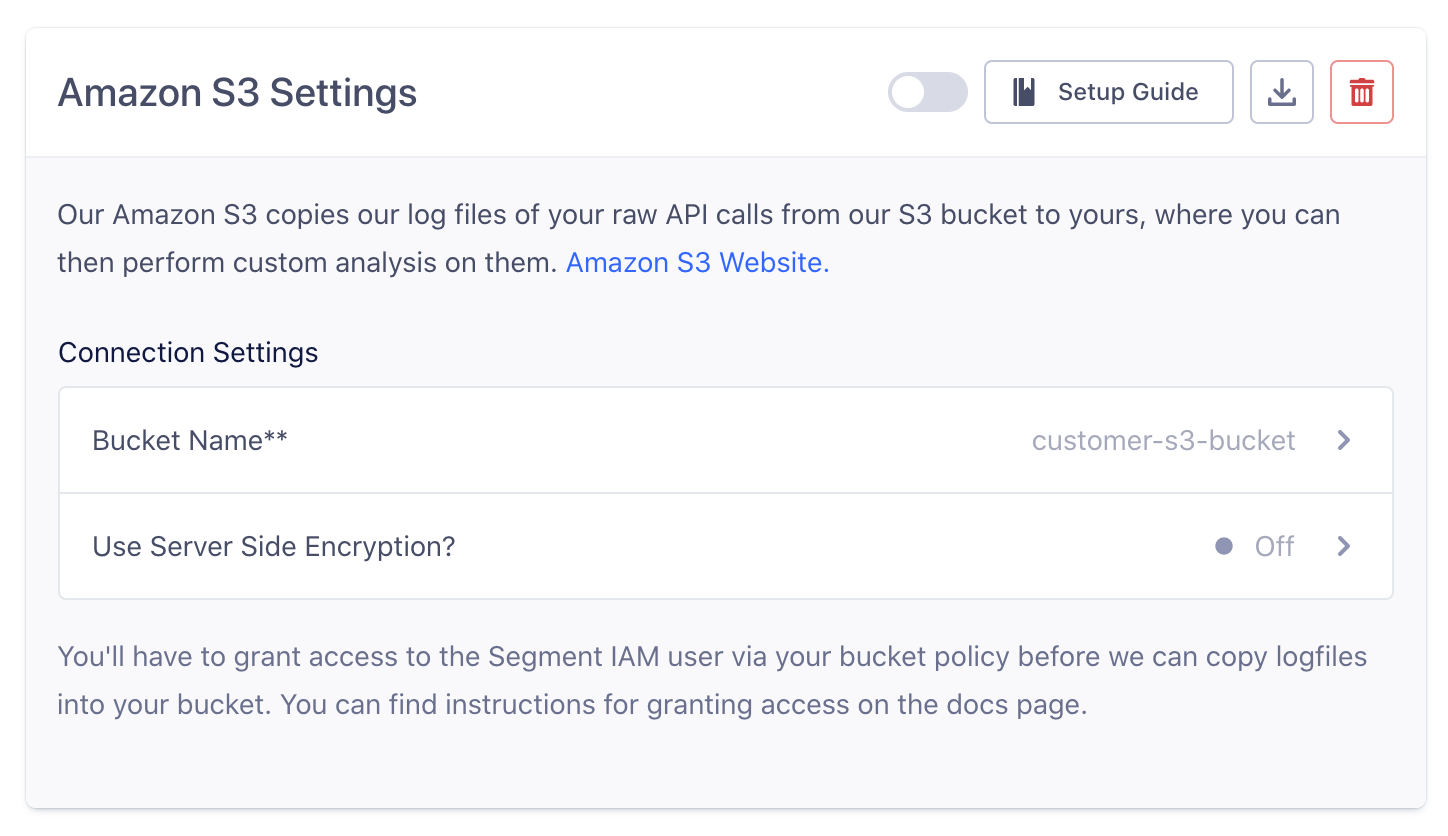 Amazon S3 Settings
Setup Guide
Our Amazon S3 copies our log files of your raw API calls from our S3 bucket to yours, where you can
then perform custom analysis on them. Amazon S3 Website.
Connection Settings
Bucket Name**
customer-s3-bucket
Use Server Side Encryption?
Off
You'll have to grant access to the Segment IAM user via your bucket policy before we can copy logfiles
into your bucket. You can find instructions for granting access on the docs page.